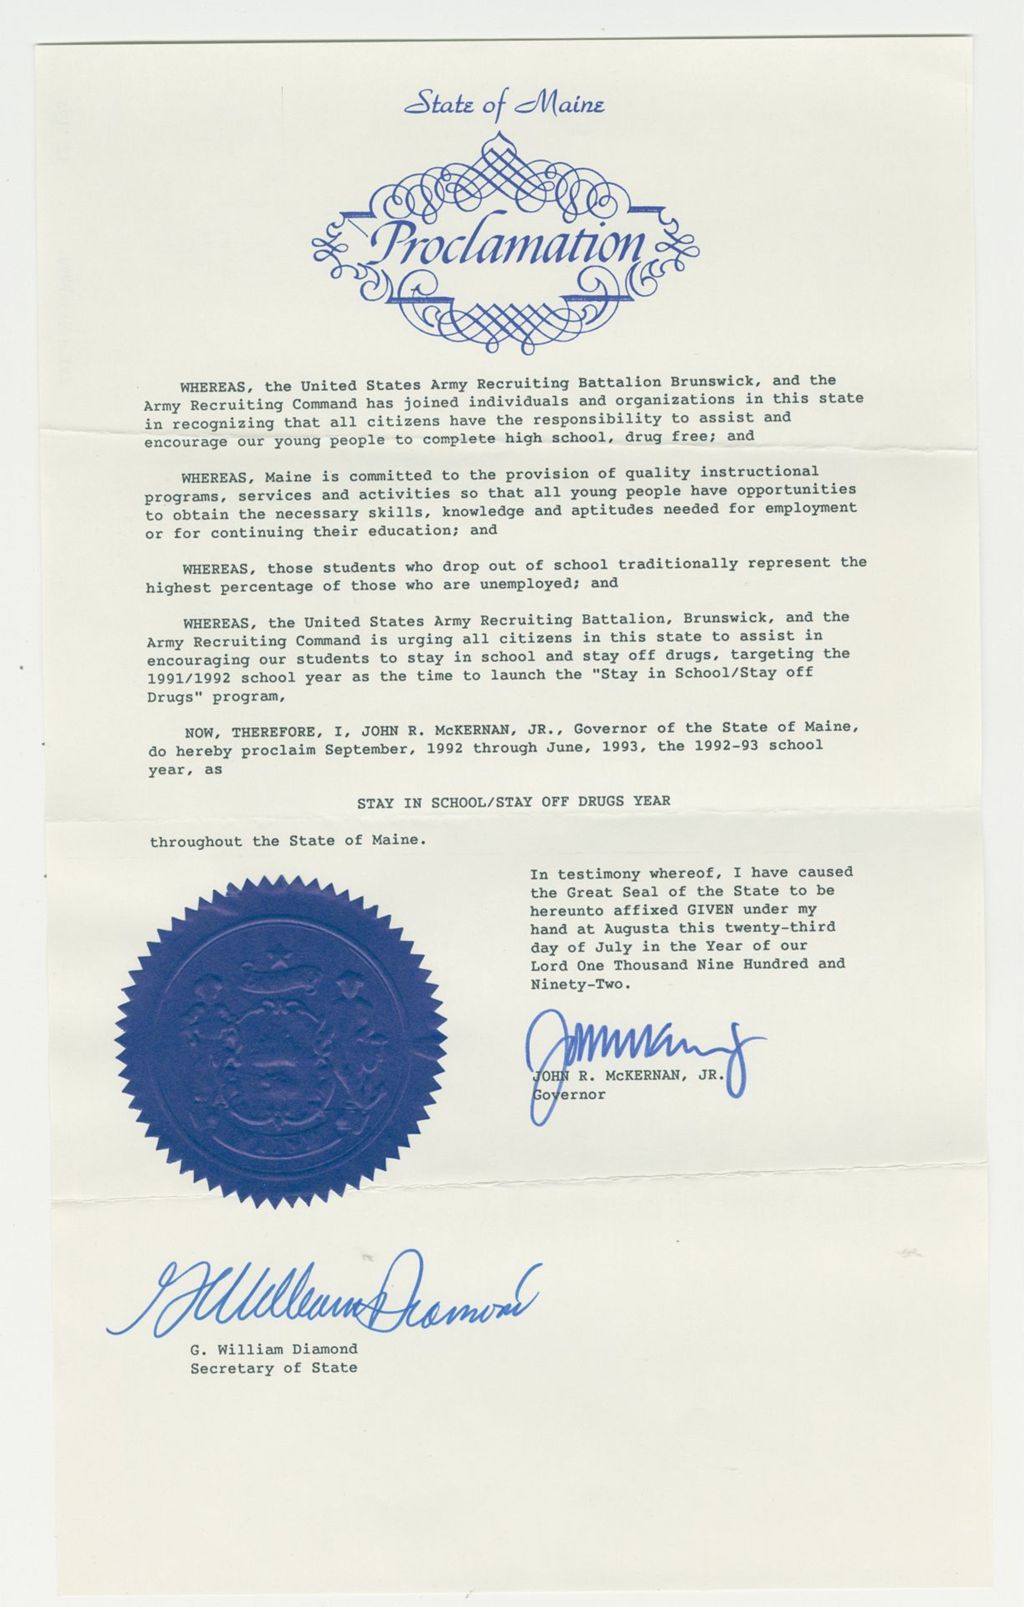 State of Maine
Proclamation
WHEREAS, the United States Army Recruiting Battalion Brunswick, and the
Army Recruiting Command has joined individuals and organizations in this state
in recognizing that all citizens have the responsibility to assist and
encourage our young people to complete high school, drug free; and
WHEREAS, Maine is committed to the provision of quality instructional
programs, services and activities so that all young people have opportunities
to obtain the necessary skills, knowledge and aptitudes needed for employment
or for continuing their education; and
WHEREAS, those students who drop out of school traditionally represent the
highest percentage of those who are unemployed; and
WHEREAS, the United States Army Recruiting Battalion, Brunswick, and the
Army Recruiting Command is urging all citizens in this state to assist in
encouraging our students to stay in school and stay off drugs, targeting the
1991/1992 school year as the time to launch the "Stay in School/Stay off
Drugs" program,
NOW, THEREFORE, I, JOHN R. McKERNAN, JR., Governor of the State of Maine,
do hereby proclaim September, 1992 through June, 1993, the 1992-93 school
year, as
STAY IN SCHOOL/STAY OFF DRUGS YEAR
throughout the State of Maine.
In testimony whereof, I have caused
the Great Seal of the State to be
hereunto affixed GIVEN under my
hand at Augusta this twenty-third
day of July in the Year of our
Lord One Thousand Nine Hundred and
Ninety-Two.
JOHN R. McKERNAN, JR.
Governor
G William Diamond
G. William Diamond
Secretary of State